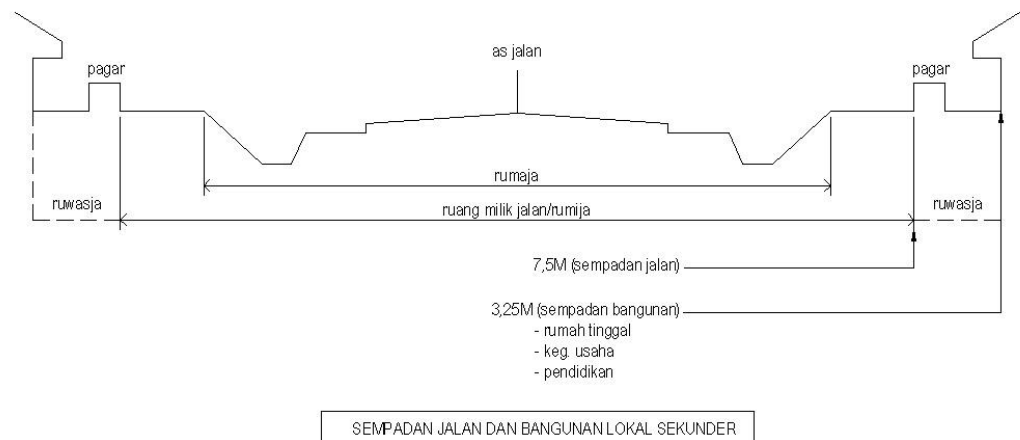 as jalan
pagar
pagar
rumaja
ruwasja
ruang milik jalan/rumija
ruwasja
7,5M (sempadan jalan)
3,25M (sempadan bangunan)
- rumah tinggal
- keg. usaha
- pendidikan
SEMPADAN JALAN DAN BANGUNAN LOKAL SEKUNDER